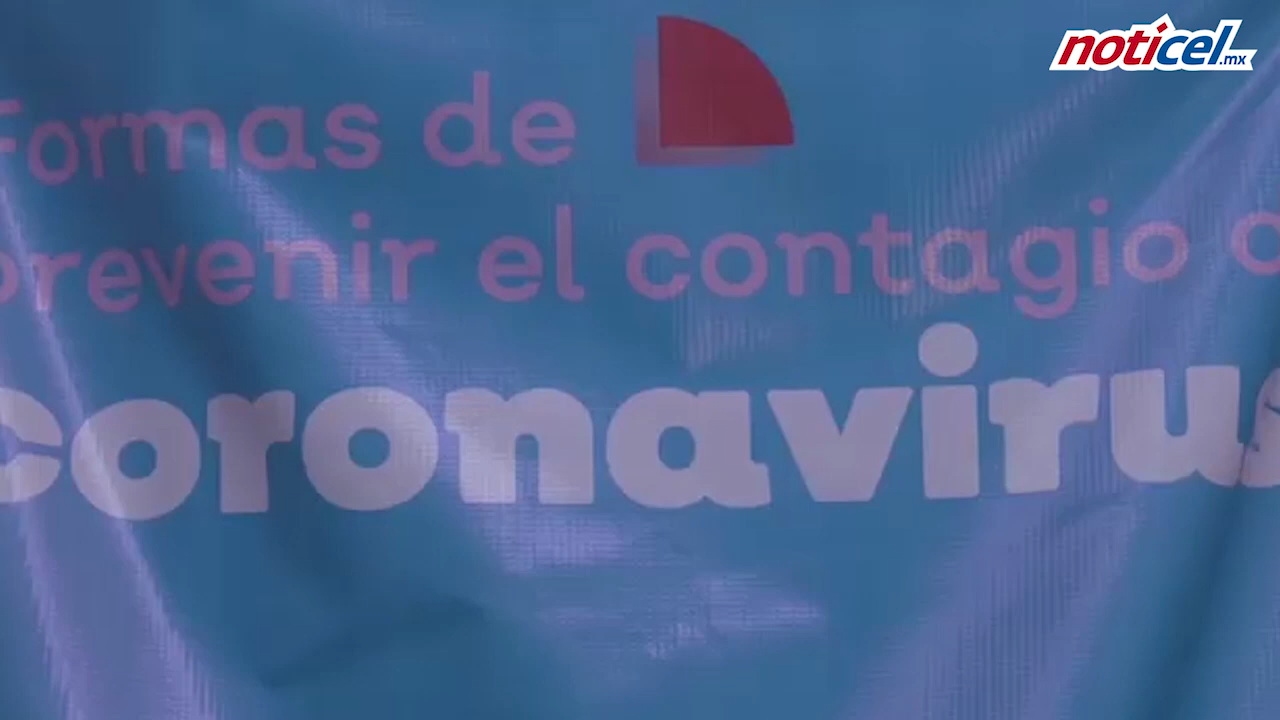 noticel.mx
Formas de
prevenir el contagio
coronavirus